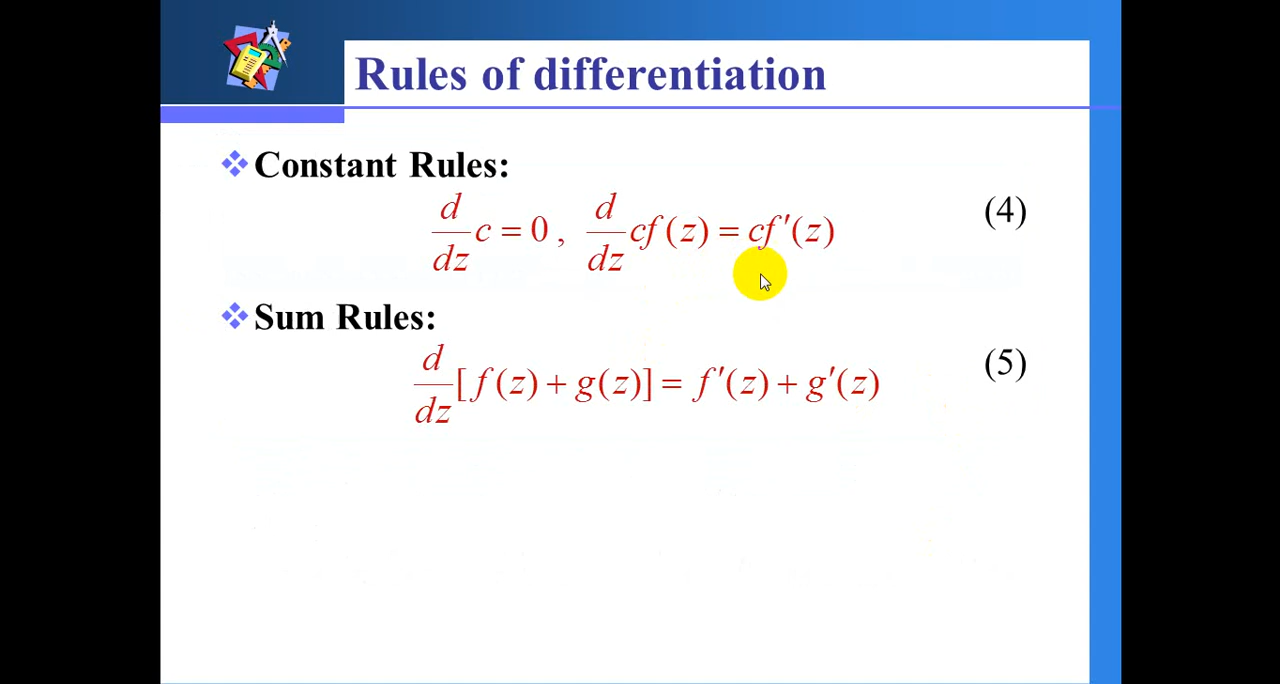 Rules of differentiation
Constant Rules:
d/dz c = 0 , d/dz cf(z) = cf′(z) (4)
Sum Rules:
d/dz [f(z) + g(z)] = f′(z) + g′(z) (5)